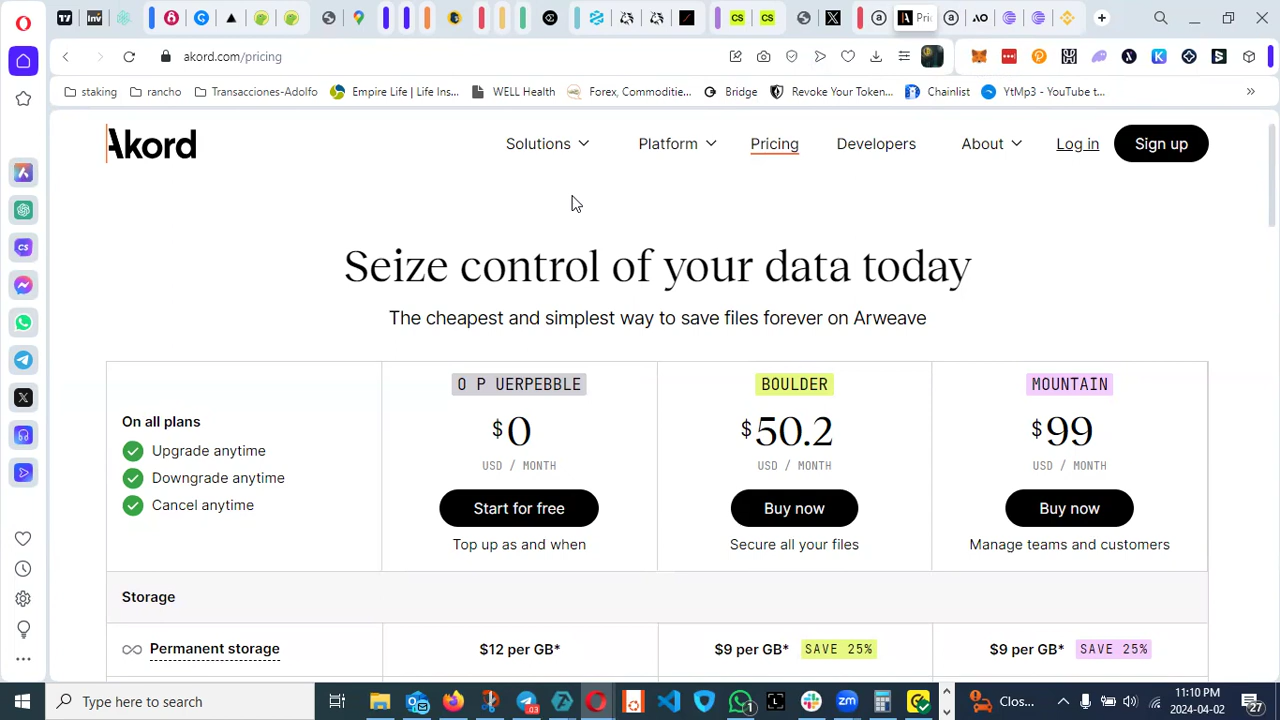 akord.com/pricing
staking
rancho
Transacciones-Adolfo
Empire Life | Life Ins...
WELL Health
Forex, Commoditie...
Bridge
Revoke Your Token...
Chainlist
YtMp3 - YouTube t...
Akord
Solutions
Platform
Pricing
Developers
About
Log in
Sign up
Seize control of your data today
The cheapest and simplest way to save files forever on Arweave
On all plans
Upgrade anytime
Downgrade anytime
Cancel anytime
O P UERPEBBLE
$0
USD / MONTH
Start for free
Top up as and when
BOULDER
$50.2
USD / MONTH
Buy now
Secure all your files
MOUNTAIN
$99
USD / MONTH
Buy now
Manage teams and customers
Storage
Permanent storage
$12 per GB*
$9 per GB* SAVE 25%
$9 per GB* SAVE 25%
Type here to search
Clos...
11:10 PM
2024-04-02
27